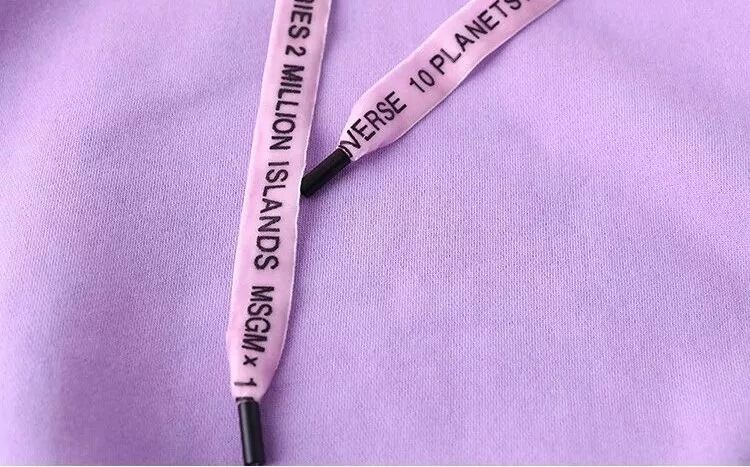 IES 2 MILLION ISLANDS MSGM × 1
VERSE 10 PLANETS